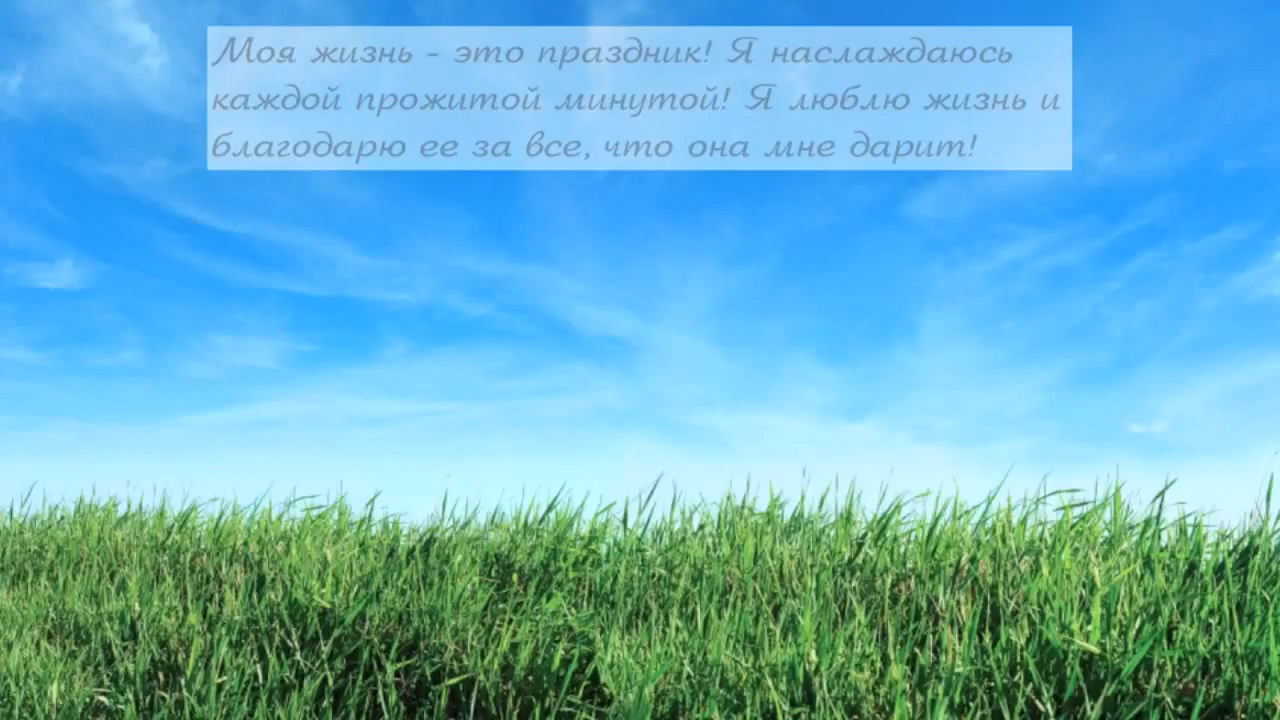 Моя жизнь - это праздник! Я наслаждаюсь
каждой прожитой минутой! Я люблю жизнь и
благодарю ее за все, что она мне дарит!